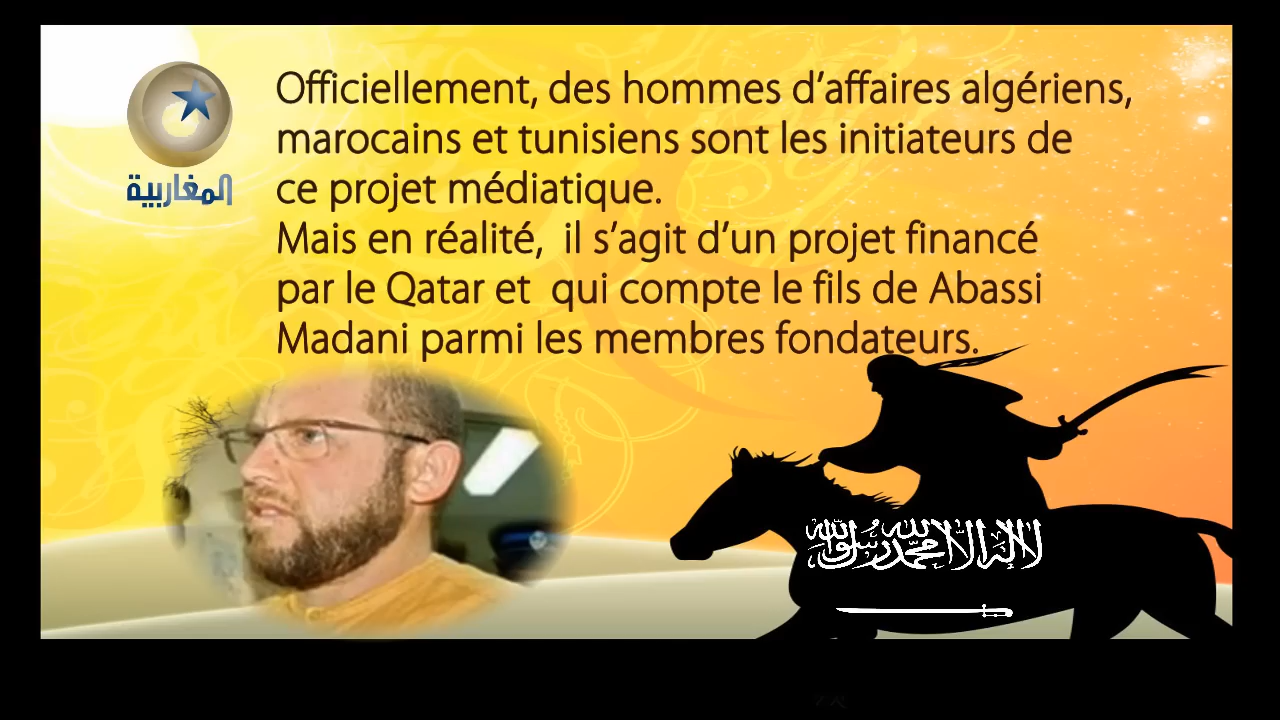 المغاربية
Officiellement, des hommes d’affaires algériens,
marocains et tunisiens sont les initiateurs de
ce projet médiatique.
Mais en réalité, il s’agit d’un projet financé
par le Qatar et qui compte le fils de Abassi
Madani parmi les membres fondateurs.
لا إله إلا الله محمد رسول الله